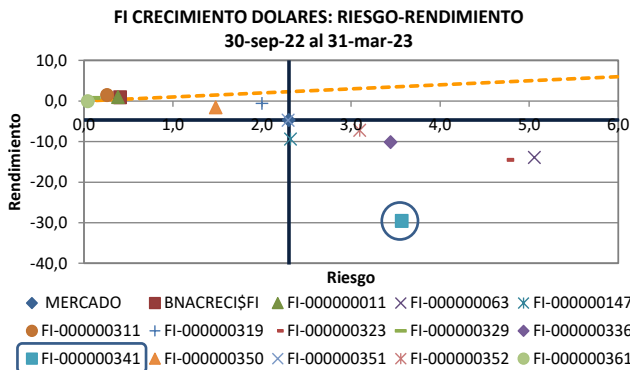 FI CRECIMIENTO DOLARES: RIESGO-RENDIMIENTO
30-sep-22 al 31-mar-23
Rendimiento
10,0
0,0
-10,0
-20,0
-30,0
-40,0
0,0 1,0 2,0 3,0 4,0 5,0 6,0
Riesgo
MERCADO BNACRECI$FI FI-000000011 FI-000000063 FI-000000147
FI-000000311 FI-000000319 FI-000000323 FI-000000329 FI-000000336
FI-000000341 FI-000000350 FI-000000351 FI-000000352 FI-000000361